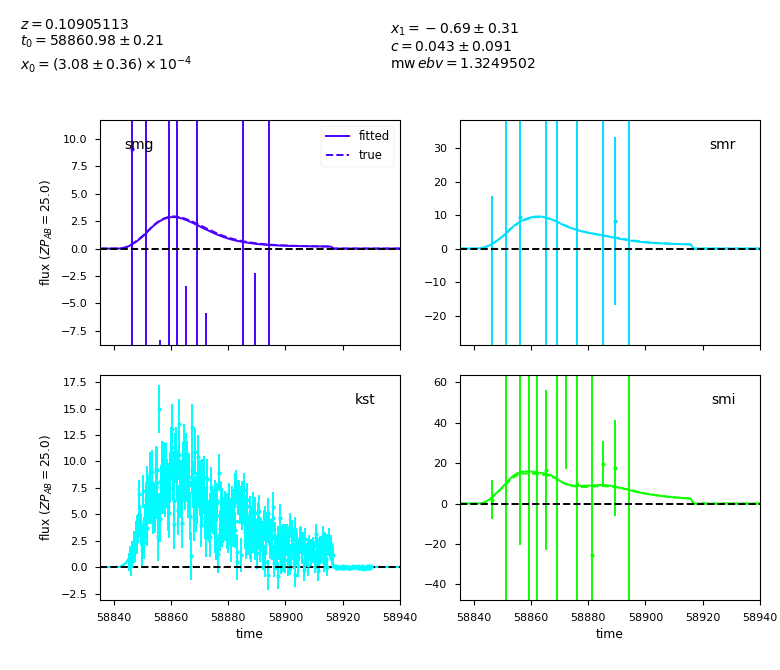 z = 0.10905113
t₀ = 58860.98 ± 0.21
x₀ = (3.08 ± 0.36) × 10⁻⁴
x₁ = −0.69 ± 0.31
c = 0.043 ± 0.091
mw ebv = 1.3249502
smg
fitted
true
10.0
7.5
5.0
2.5
0.0
−2.5
−5.0
−7.5
flux (ZP_AB = 25.0)
smr
30
20
10
0
−10
−20
kst
17.5
15.0
12.5
10.0
7.5
5.0
2.5
0.0
−2.5
flux (ZP_AB = 25.0)
58840 58860 58880 58900 58920 58940
time
smi
60
40
20
0
−20
−40
58840 58860 58880 58900 58920 58940
time